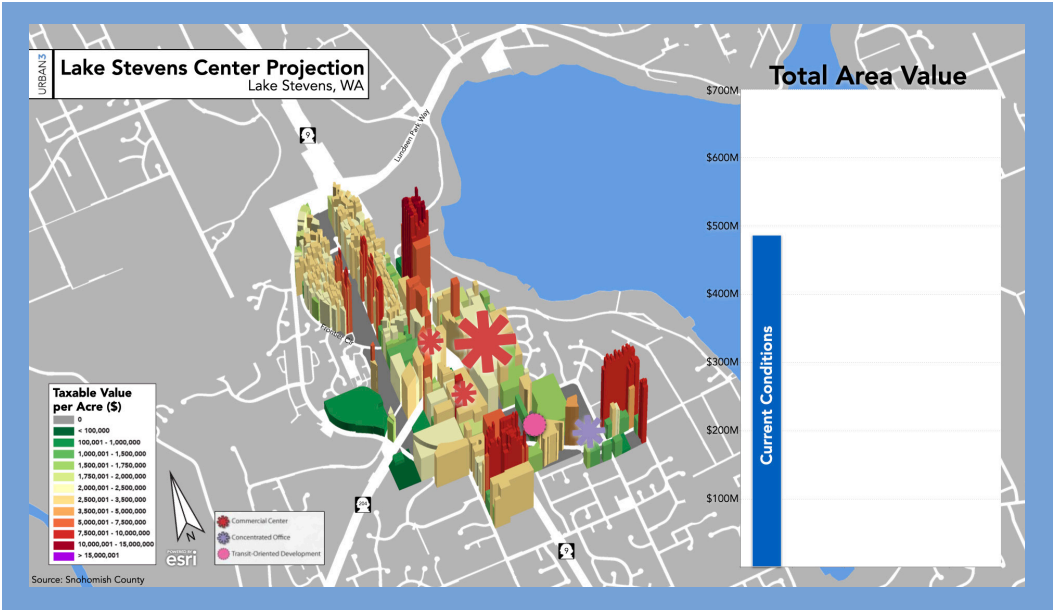 URBAN3
Lake Stevens Center Projection
Lake Stevens, WA
Total Area Value
$700M
$600M
$500M
$400M
$300M
$200M
$100M
Current Conditions
9
Lundeen Park Way
204
9
Taxable Value
per Acre ($)
0
< 100,000
100,001 - 1,000,000
1,000,001 - 1,500,000
1,500,001 - 1,750,000
1,750,001 - 2,000,000
2,000,001 - 2,500,000
2,500,001 - 3,500,000
3,500,001 - 5,000,000
5,000,001 - 7,500,000
7,500,001 - 10,000,000
10,000,001 - 15,000,000
> 15,000,001
N
POWERED BY
esri
Commercial Center
Concentrated Office
Transit-Oriented Development
Source: Snohomish County